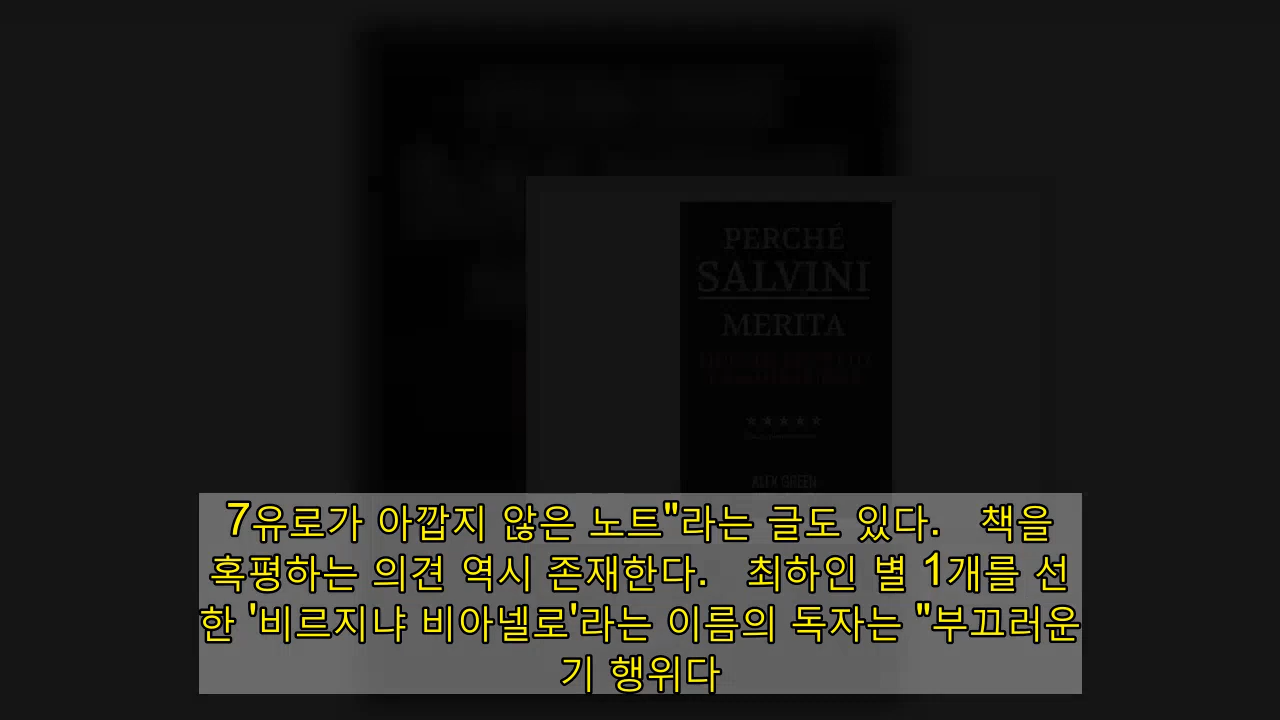 PERCHÉ
SALVINI
MERITA
ALEX GREEN
7유로가 아깝지 않은 노트"라는 글도 있다. 책을
혹평하는 의견 역시 존재한다. 최하인 별 1개를 선
한 '비르지냐 비아넬로'라는 이름의 독자는 "부끄러운
기 행위다